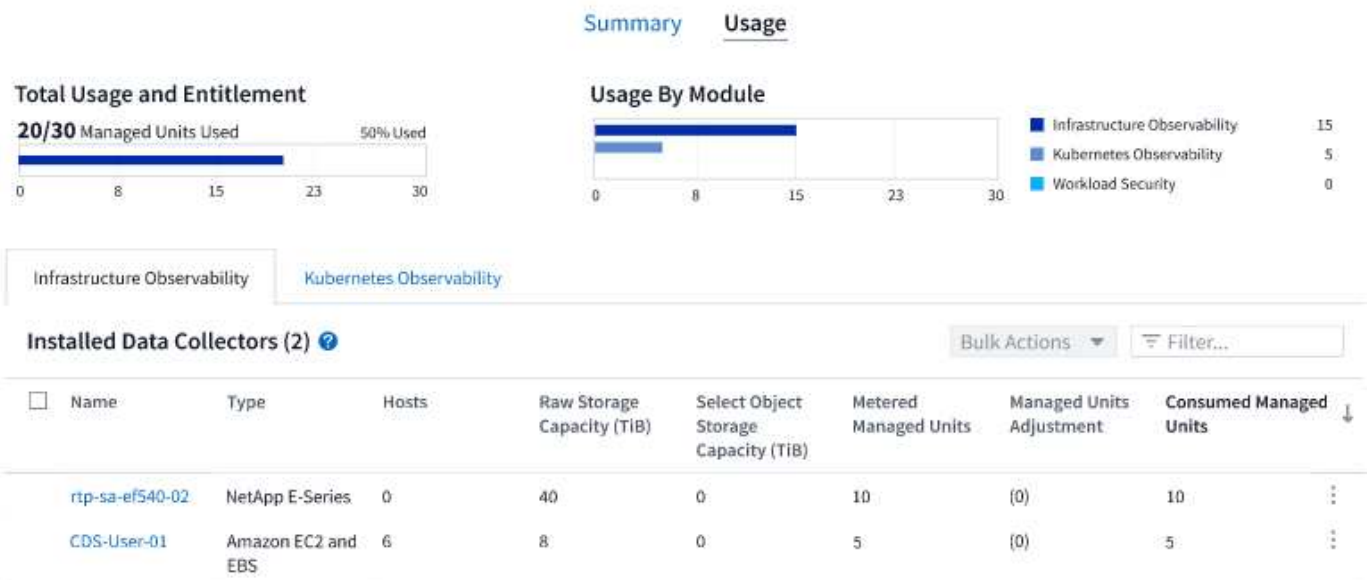 Summary Usage
Total Usage and Entitlement
20/30 Managed Units Used 50% Used
0 8 15 23 30
Usage By Module
0 8 15 23 30
Infrastructure Observability 15
Kubernetes Observability 5
Workload Security 0
Infrastructure Observability Kubernetes Observability
Installed Data Collectors (2) ?
Bulk Actions Filter...
Name Type Hosts Raw Storage Capacity (TiB) Select Object Storage Capacity (TiB) Metered Managed Units Managed Units Adjustment Consumed Managed Units
rtp-sa-ef540-02 NetApp E-Series 0 40 0 10 (0) 10
CDS-User-01 Amazon EC2 and EBS 6 8 0 5 (0) 5